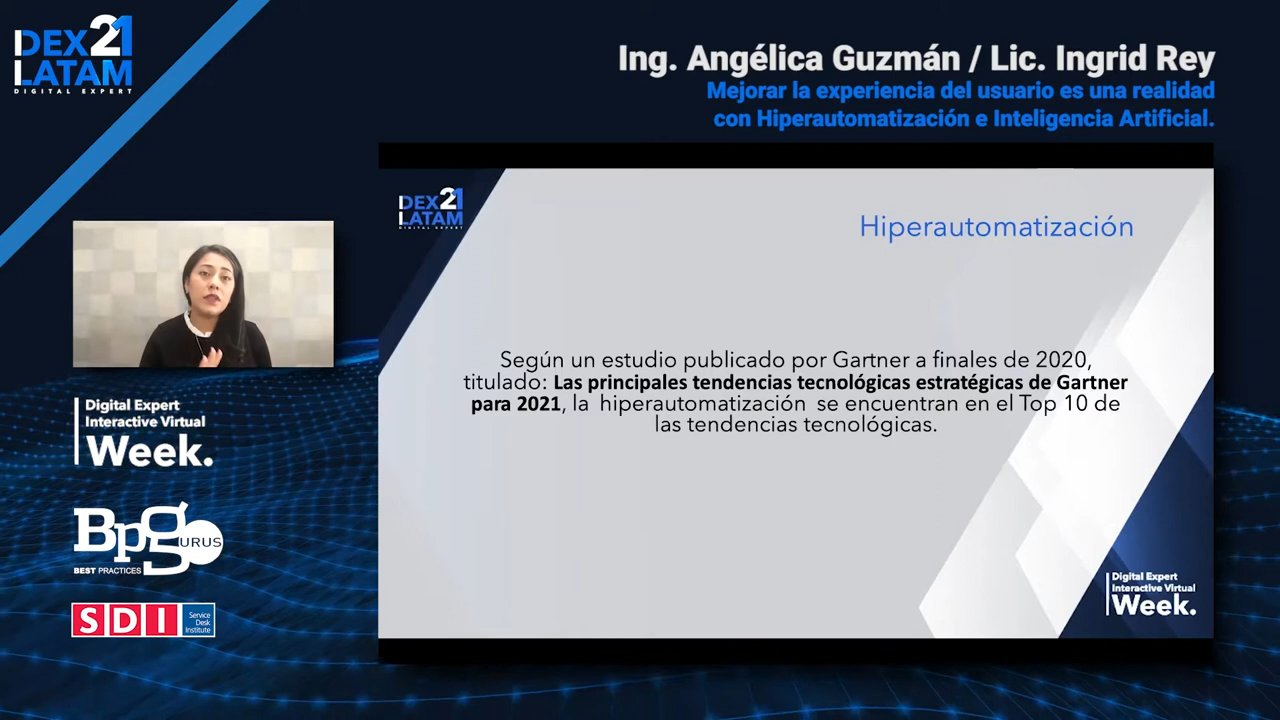 DEX21
LATAM
DIGITAL EXPERT
Ing. Angélica Guzmán / Lic. Ingrid Rey
Mejorar la experiencia del usuario es una realidad
con Hiperautomatización e Inteligencia Artificial.
DEX21
LATAM
DIGITAL EXPERT
Hiperautomatización
Según un estudio publicado por Gartner a finales de 2020,
titulado: Las principales tendencias tecnológicas estratégicas de Gartner
para 2021, la hiperautomatización se encuentran en el Top 10 de
las tendencias tecnológicas.
Digital Expert
Interactive Virtual
Week.
Digital Expert
Interactive Virtual
Week.
Bpg
URUS
BEST PRACTICES
SDI
Service
Desk
Institute